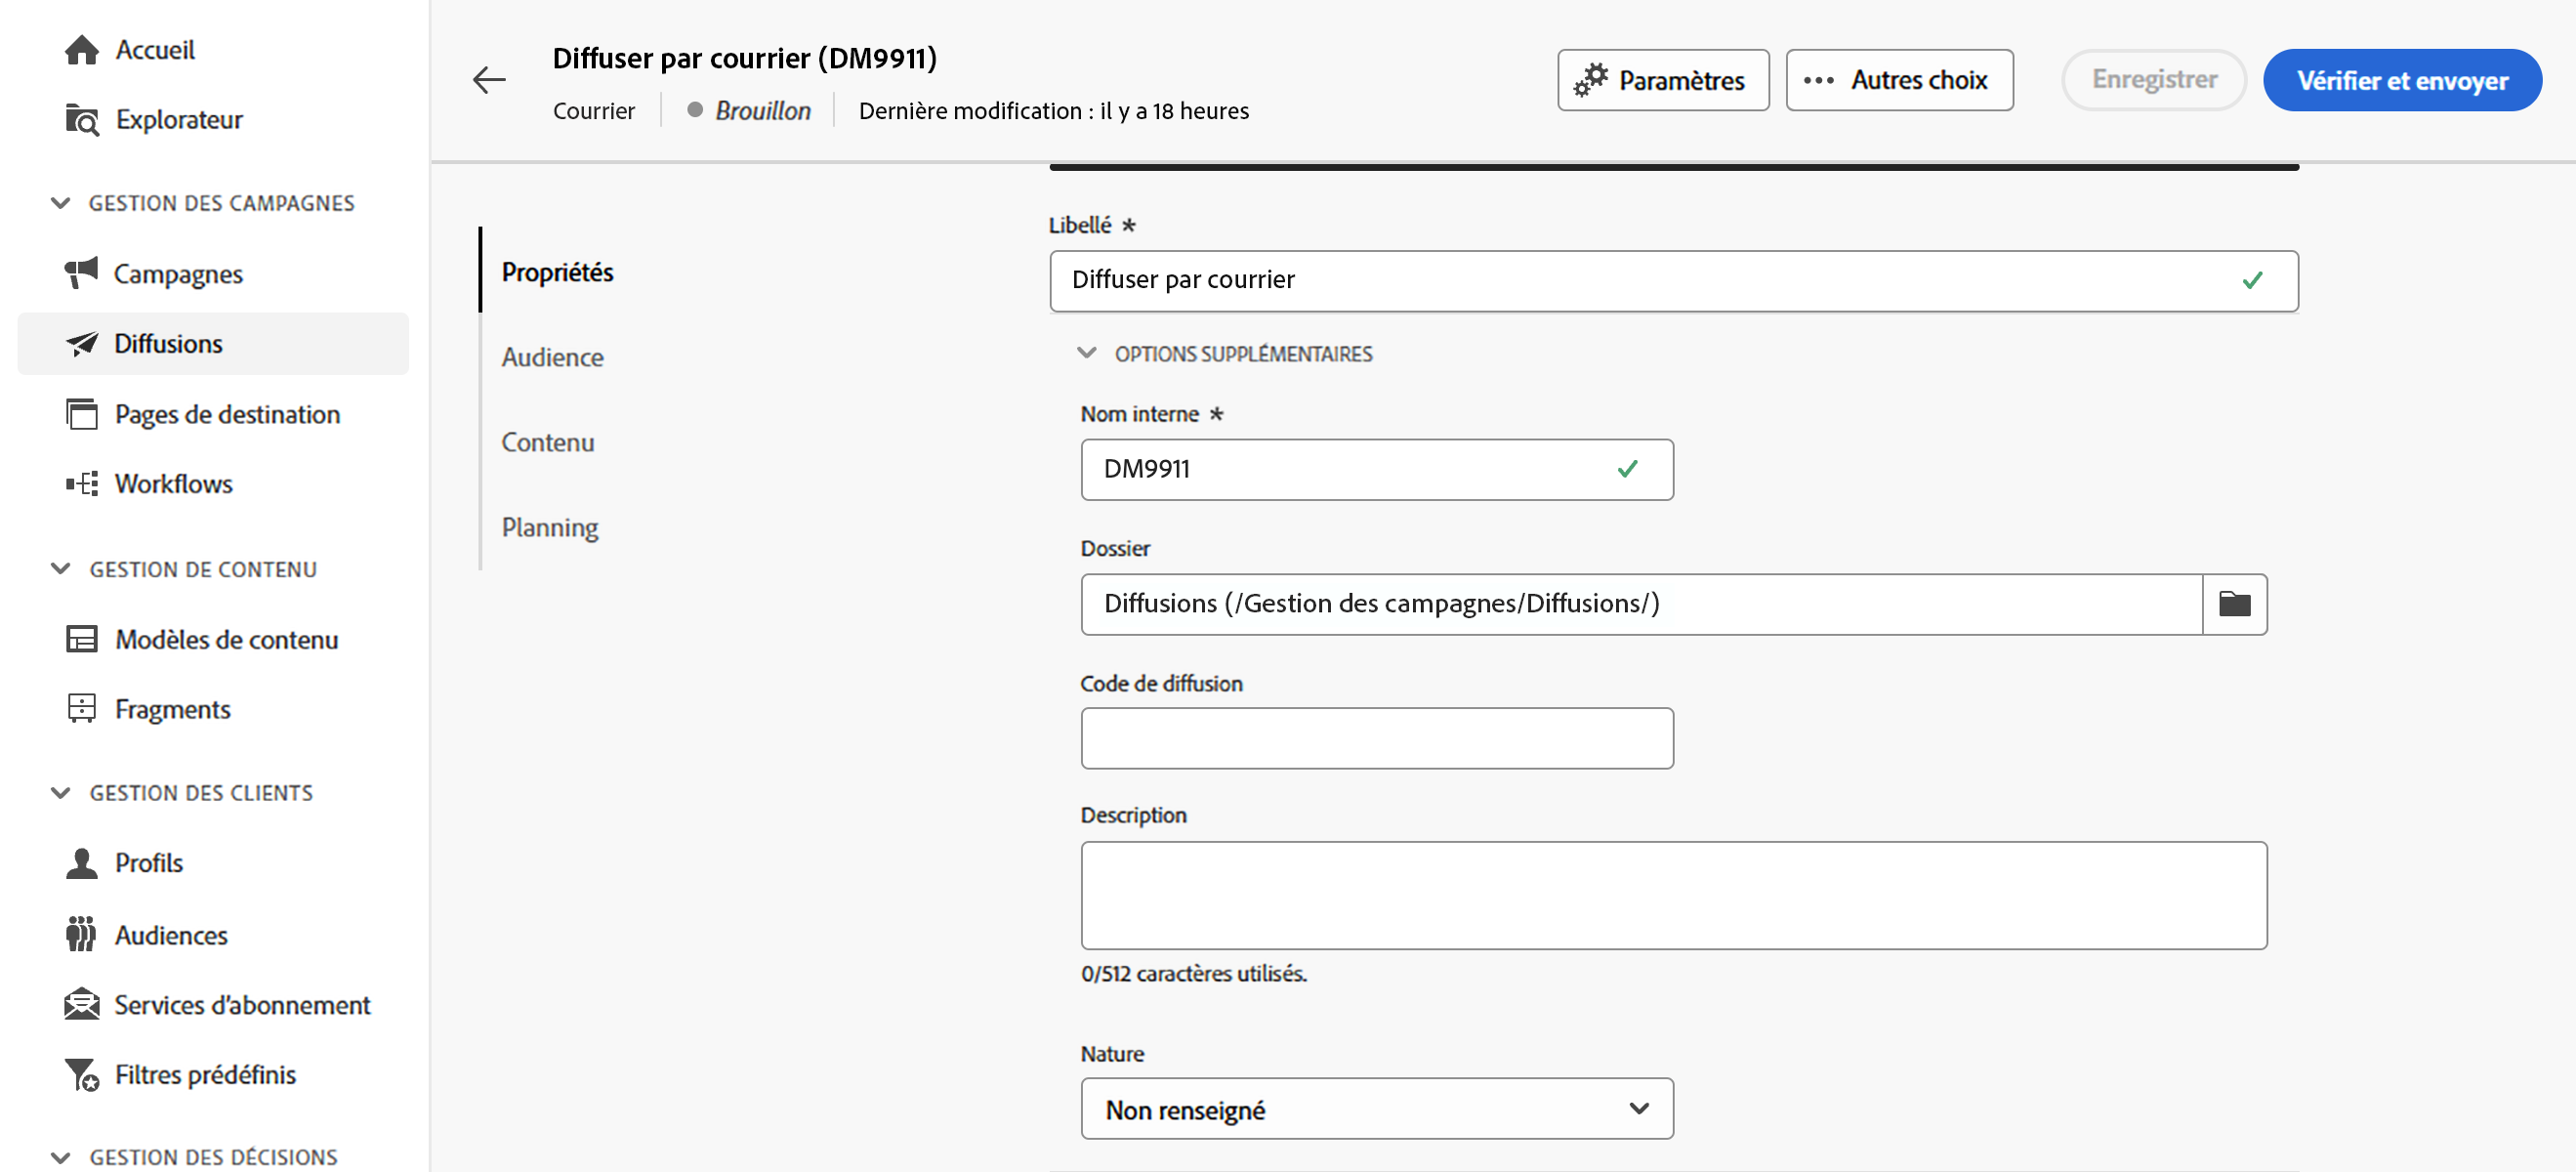 Accueil
Explorateur
GESTION DES CAMPAGNES
Campagnes
Diffusions
Pages de destination
Workflows
GESTION DE CONTENU
Modèles de contenu
Fragments
GESTION DES CLIENTS
Profils
Audiences
Services d'abonnement
Filtres prédéfinis
GESTION DES DÉCISIONS
Diffuser par courrier (DM9911)
Courrier
Brouillon
Dernière modification : il y a 18 heures
Paramètres
Autres choix
Enregistrer
Vérifier et envoyer
Propriétés
Audience
Contenu
Planning
Libellé *
Diffuser par courrier
OPTIONS SUPPLÉMENTAIRES
Nom interne *
DM9911
Dossier
Diffusions (/Gestion des campagnes/Diffusions/)
Code de diffusion
Description
0/512 caractères utilisés.
Nature
Non renseigné